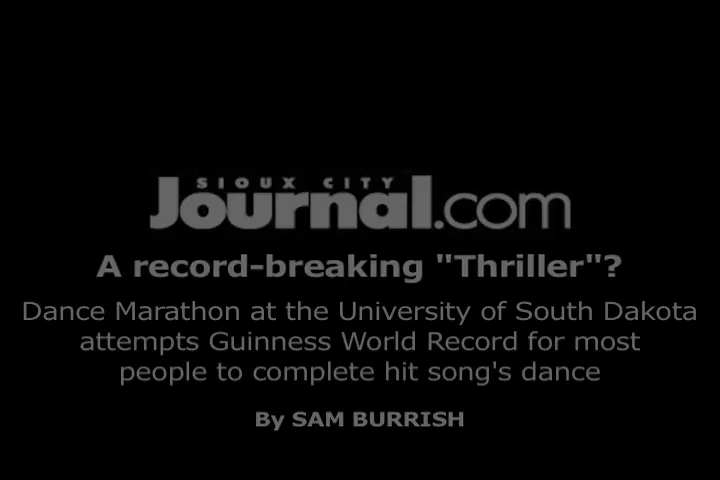 SIOUX CITY
Journal.com
A record-breaking "Thriller"?
Dance Marathon at the University of South Dakota
attempts Guinness World Record for most
people to complete hit song's dance
By SAM BURRISH